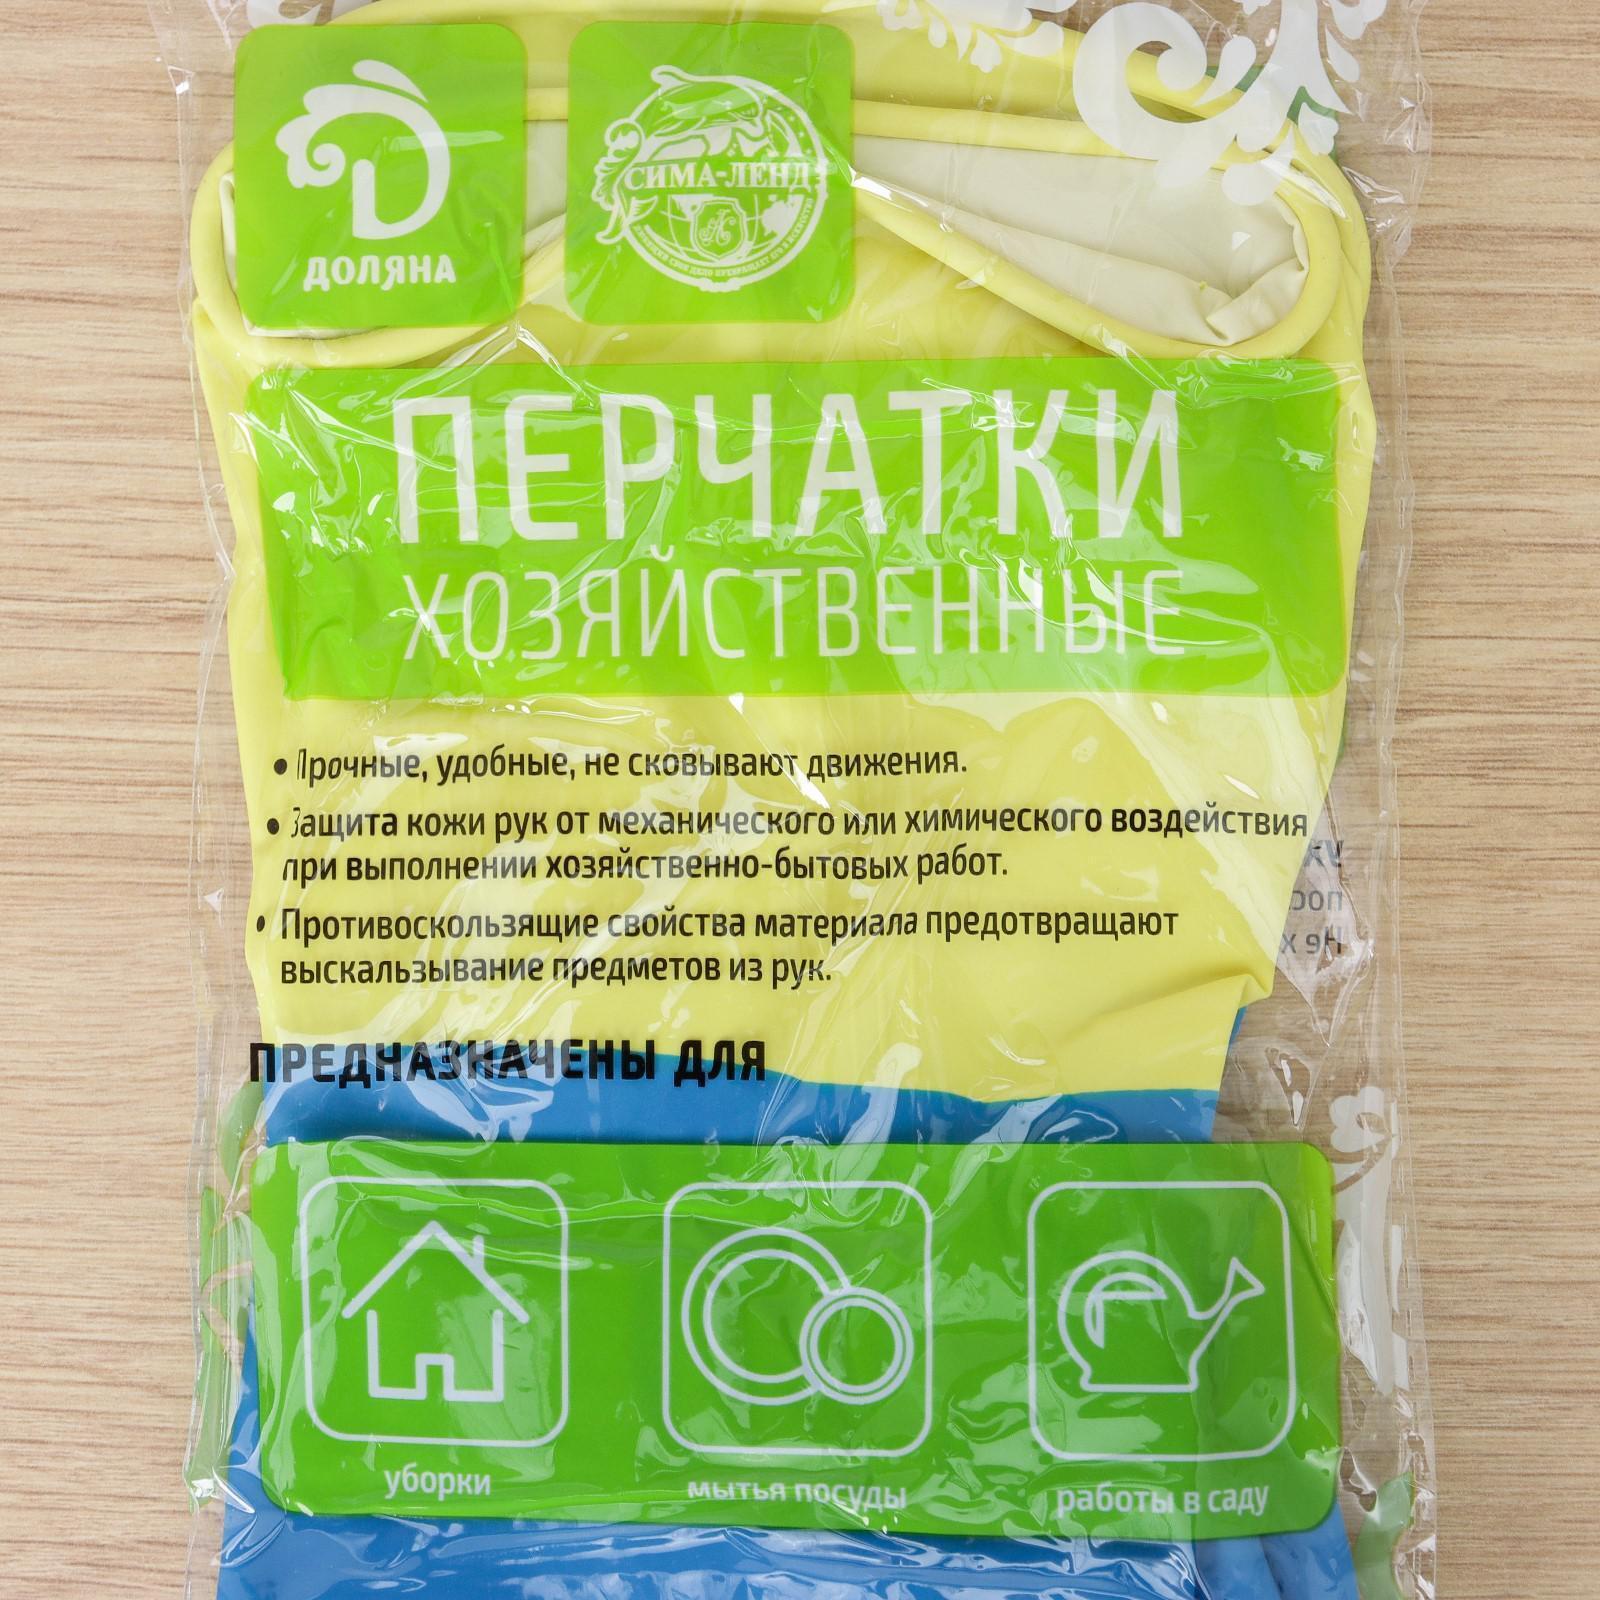 ДОЛЯНА
СИМА-ЛЕНД
ПЕРЧАТКИ
ХОЗЯЙСТВЕННЫЕ
• Прочные, удобные, не сковывают движения.
• Защита кожи рук от механического или химического воздействия
при выполнении хозяйственно-бытовых работ.
• Противоскользящие свойства материала предотвращают
выскальзывание предметов из рук.
ПРЕДНАЗНАЧЕНЫ ДЛЯ
уборки
мытья посуды
работы в саду